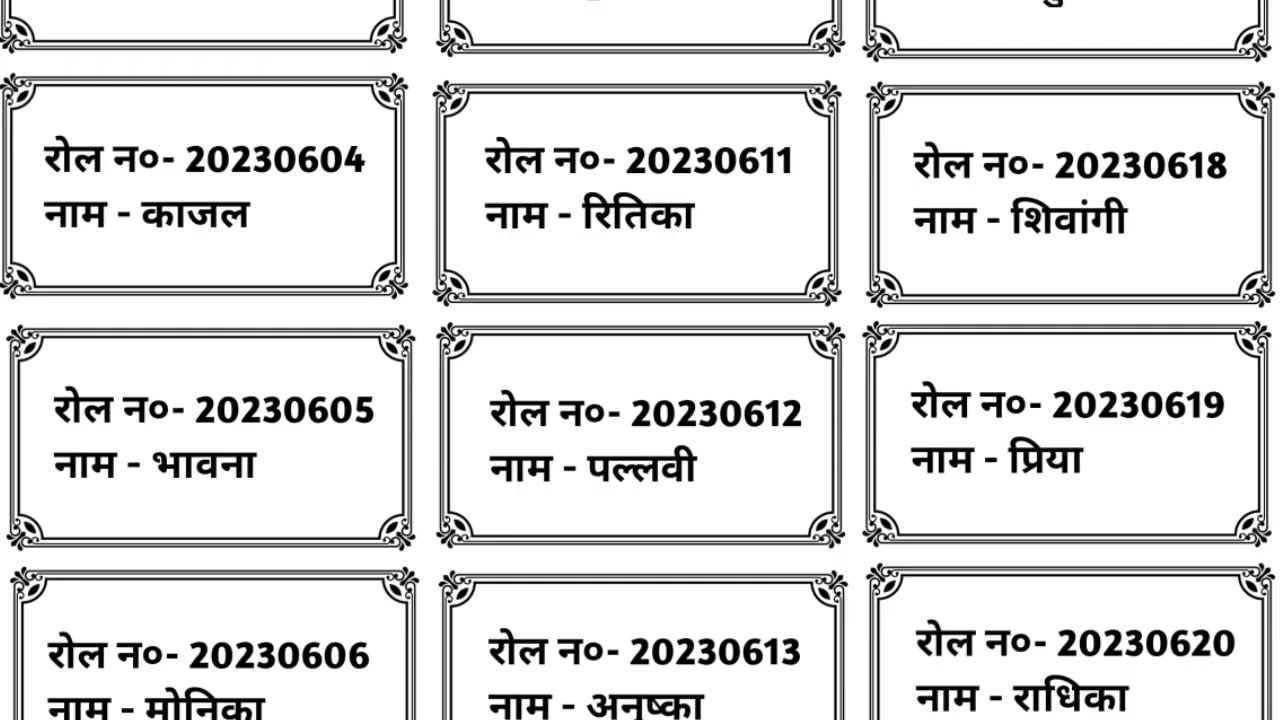 रोल न०- 20230604
नाम - काजल
रोल न०- 20230611
नाम - रितिका
रोल न०- 20230618
नाम - शिवांगी
रोल न०- 20230605
नाम - भावना
रोल न०- 20230612
नाम - पल्लवी
रोल न०- 20230619
नाम - प्रिया
रोल न०- 20230606
नाम - मोनिका
रोल न०- 20230613
नाम - अनुष्का
रोल न०- 20230620
नाम - राधिका